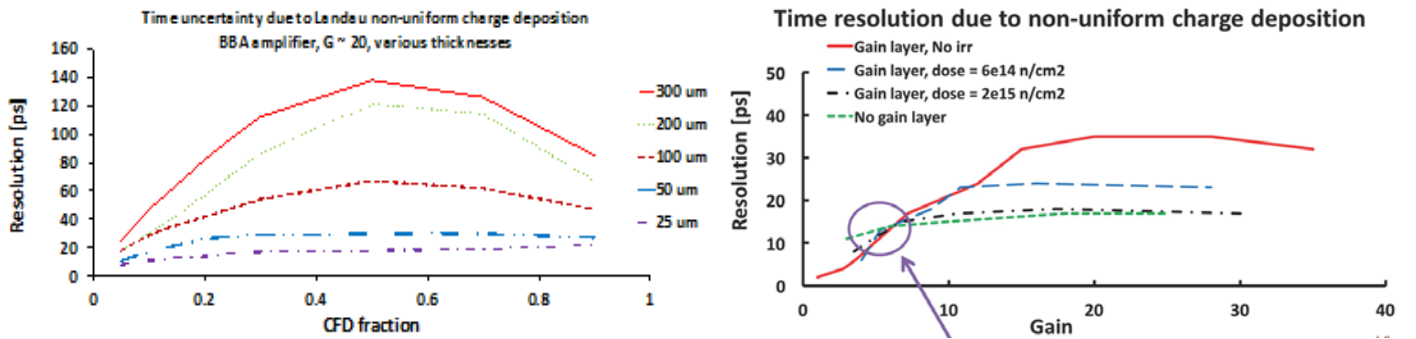 Time uncertainty due to Landau non-uniform charge deposition
BBA amplifier, G ~ 20, various thicknesses
160
140
120
100
80
60
40
20
0
Resolution [ps]
0
0.2
0.4
0.6
0.8
1
CFD fraction
300 um
200 um
100 um
50 um
25 um
Time resolution due to non-uniform charge deposition
Gain layer, No irr
Gain layer, dose = 6e14 n/cm2
Gain layer, dose = 2e15 n/cm2
No gain layer
50
40
30
20
10
0
Resolution [ps]
0
10
20
30
40
Gain